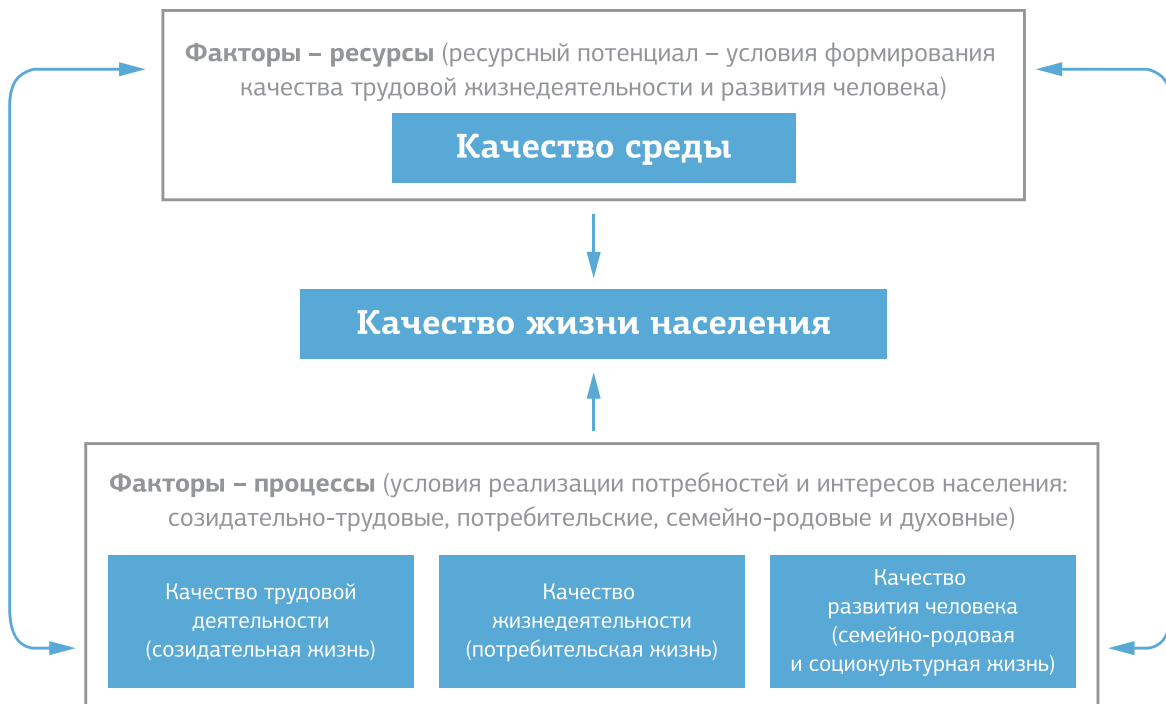 Факторы – ресурсы (ресурсный потенциал – условия формирования
качества трудовой жизнедеятельности и развития человека)
Качество среды
Качество жизни населения
Факторы – процессы (условия реализации потребностей и интересов населения:
созидательно-трудовые, потребительские, семейно-родовые и духовные)
Качество трудовой
деятельности
(созидательная жизнь)
Качество
жизнедеятельности
(потребительская жизнь)
Качество
развития человека
(семейно-родовая
и социокультурная жизнь)